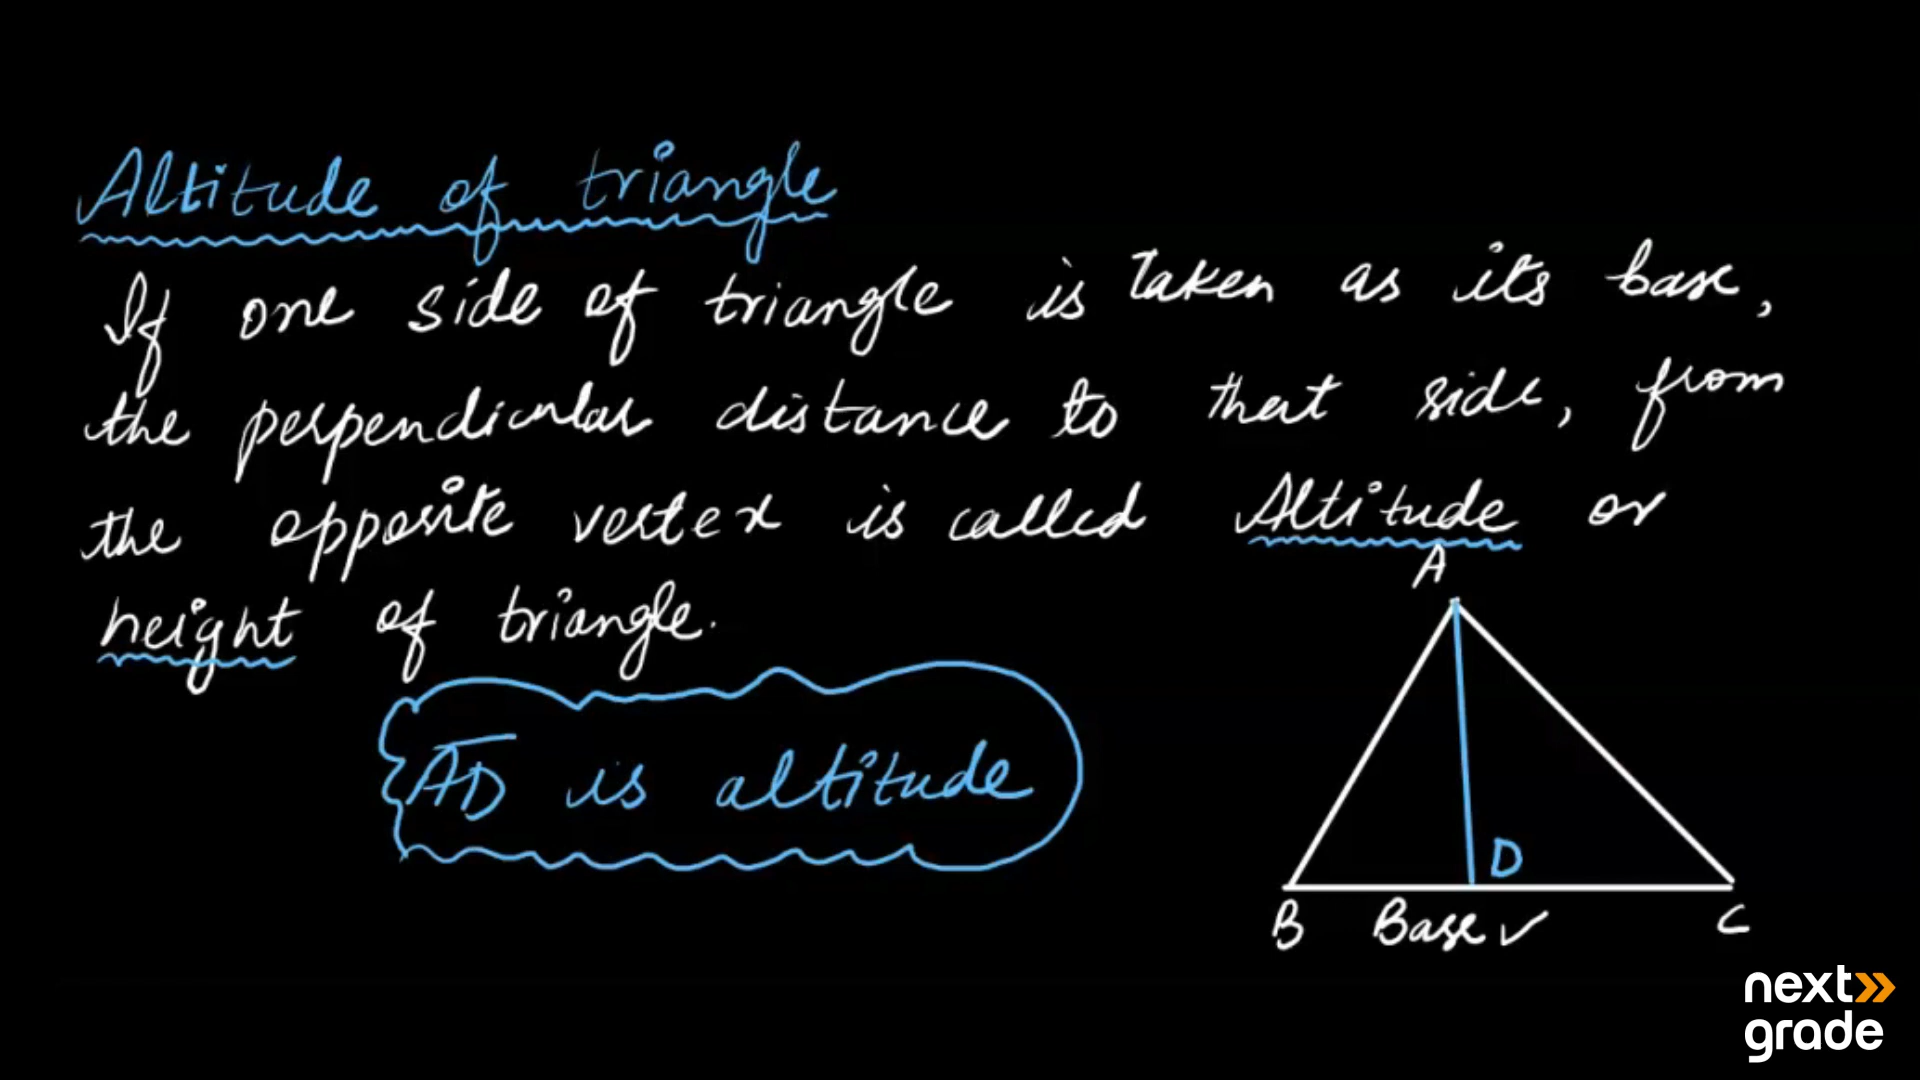 Altitude of triangle
If one side of triangle is taken as its base,
the perpendicular distance to that side, from
the opposite vertex is called Altitude or
height of triangle.
A
AD is altitude
D
B Base ✓ C
next
grade